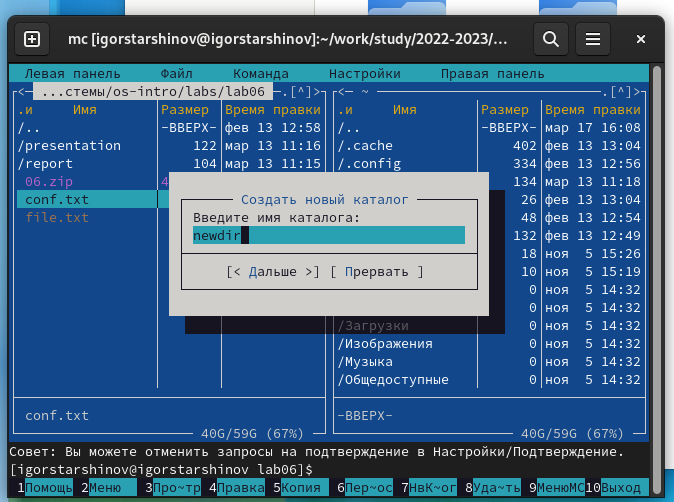 mc [igorstarshinov@igorstarshinov]:~/work/study/2022-2023/...
Левая панель Файл Команда Настройки Правая панель
<— ...стемы/os-intro/labs/lab06 .[^]>
.и Имя Размер Время правки
/.. -ВВЕРХ- фев 13 12:58
/presentation 122 мар 13 11:16
/report 104 мар 13 11:15
06.zip 4
conf.txt
file.txt
conf.txt
40G/59G (67%)
<— ~ .[^]>
.и Имя Размер Время правки
/.. -ВВЕРХ- мар 17 16:08
/.cache 402 фев 13 13:04
/.config 334 фев 13 12:56
134 мар 13 11:18
26 фев 13 13:04
48 фев 13 12:54
132 фев 13 12:49
18 ноя 5 15:26
10 ноя 5 15:19
0 ноя 5 14:32
0 ноя 5 14:32
/Загрузки 0 ноя 5 14:32
/Изображения 0 ноя 5 14:32
/Музыка 0 ноя 5 14:32
/Общедоступные 0 ноя 5 14:32
-ВВЕРХ-
40G/59G (67%)
Создать новый каталог
Введите имя каталога:
newdir
[< Дальше >] [ Прервать ]
Совет: Вы можете отменить запросы на подтверждение в Настройки/Подтверждение.
[igorstarshinov@igorstarshinov lab06]$
1Помощь 2Меню 3Про~тр 4Правка 5Копия 6Пер~ос 7НвК~ог 8Уда~ть 9МенюMC 10Выход